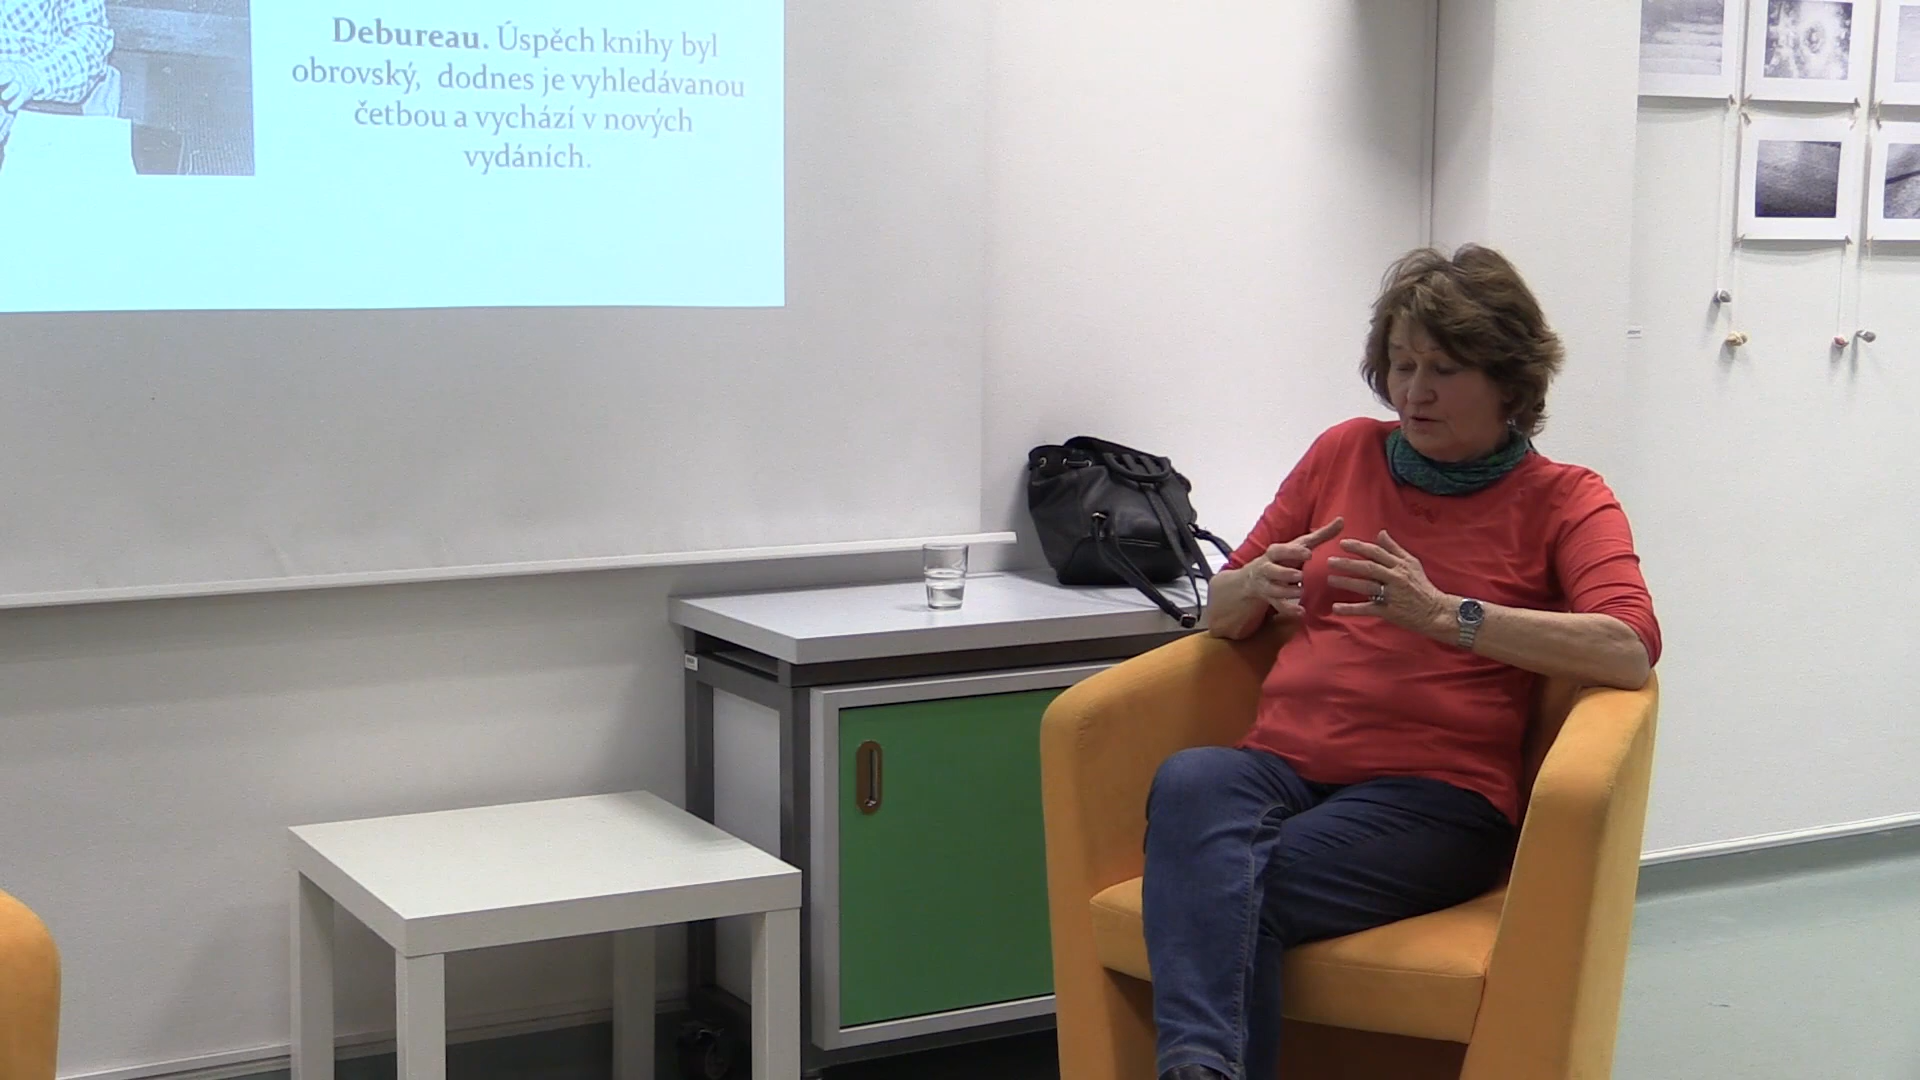 Debureau. Úspěch knihy byl
obrovský, dodnes je vyhledávanou
četbou a vychází v nových
vydáních.